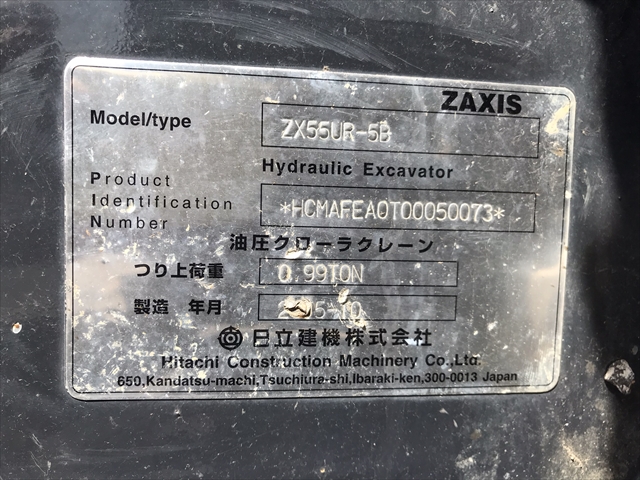 ZAXIS
Model/type ZX55UR-5B
Hydraulic Excavator
Product
Identification *HCMAFEA0T00050073*
Number
油圧クローラクレーン
つり上荷重 0.99TON
製造 年月
日立建機株式会社
Hitachi Construction Machinery Co.,Ltd.
650,Kandatsu-machi,Tsuchiura-shi,Ibaraki-ken,300-0013 Japan